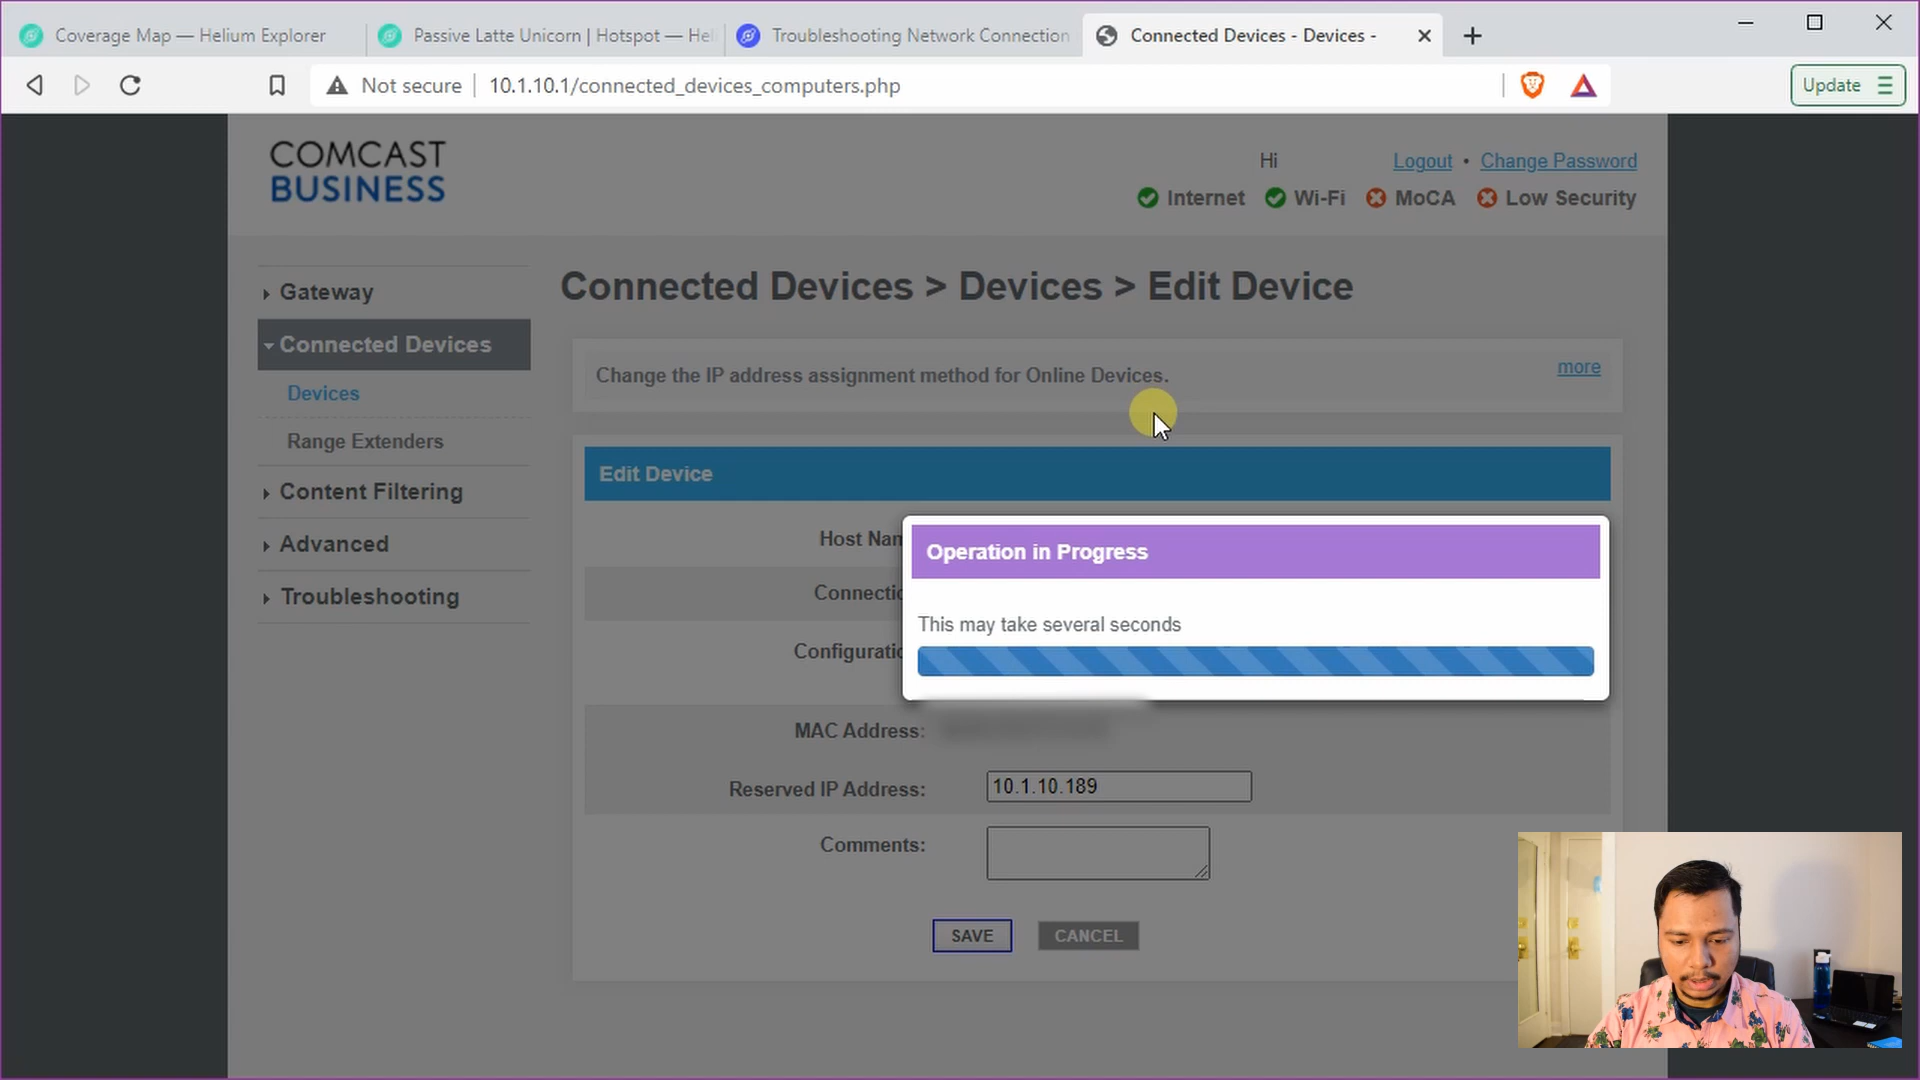 Coverage Map — Helium Explorer
Passive Latte Unicorn | Hotspot — Hel
Troubleshooting Network Connection
Connected Devices - Devices -
Not secure
10.1.10.1/connected_devices_computers.php
Update
COMCAST
BUSINESS
Hi
Logout • Change Password
Internet
Wi-Fi
MoCA
Low Security
Gateway
Connected Devices
Devices
Range Extenders
Content Filtering
Advanced
Troubleshooting
Connected Devices > Devices > Edit Device
Change the IP address assignment method for Online Devices.
more
Edit Device
Host Nam
Connectio
Configuratio
Operation in Progress
This may take several seconds
MAC Address:
Reserved IP Address:
10.1.10.189
Comments:
SAVE
CANCEL